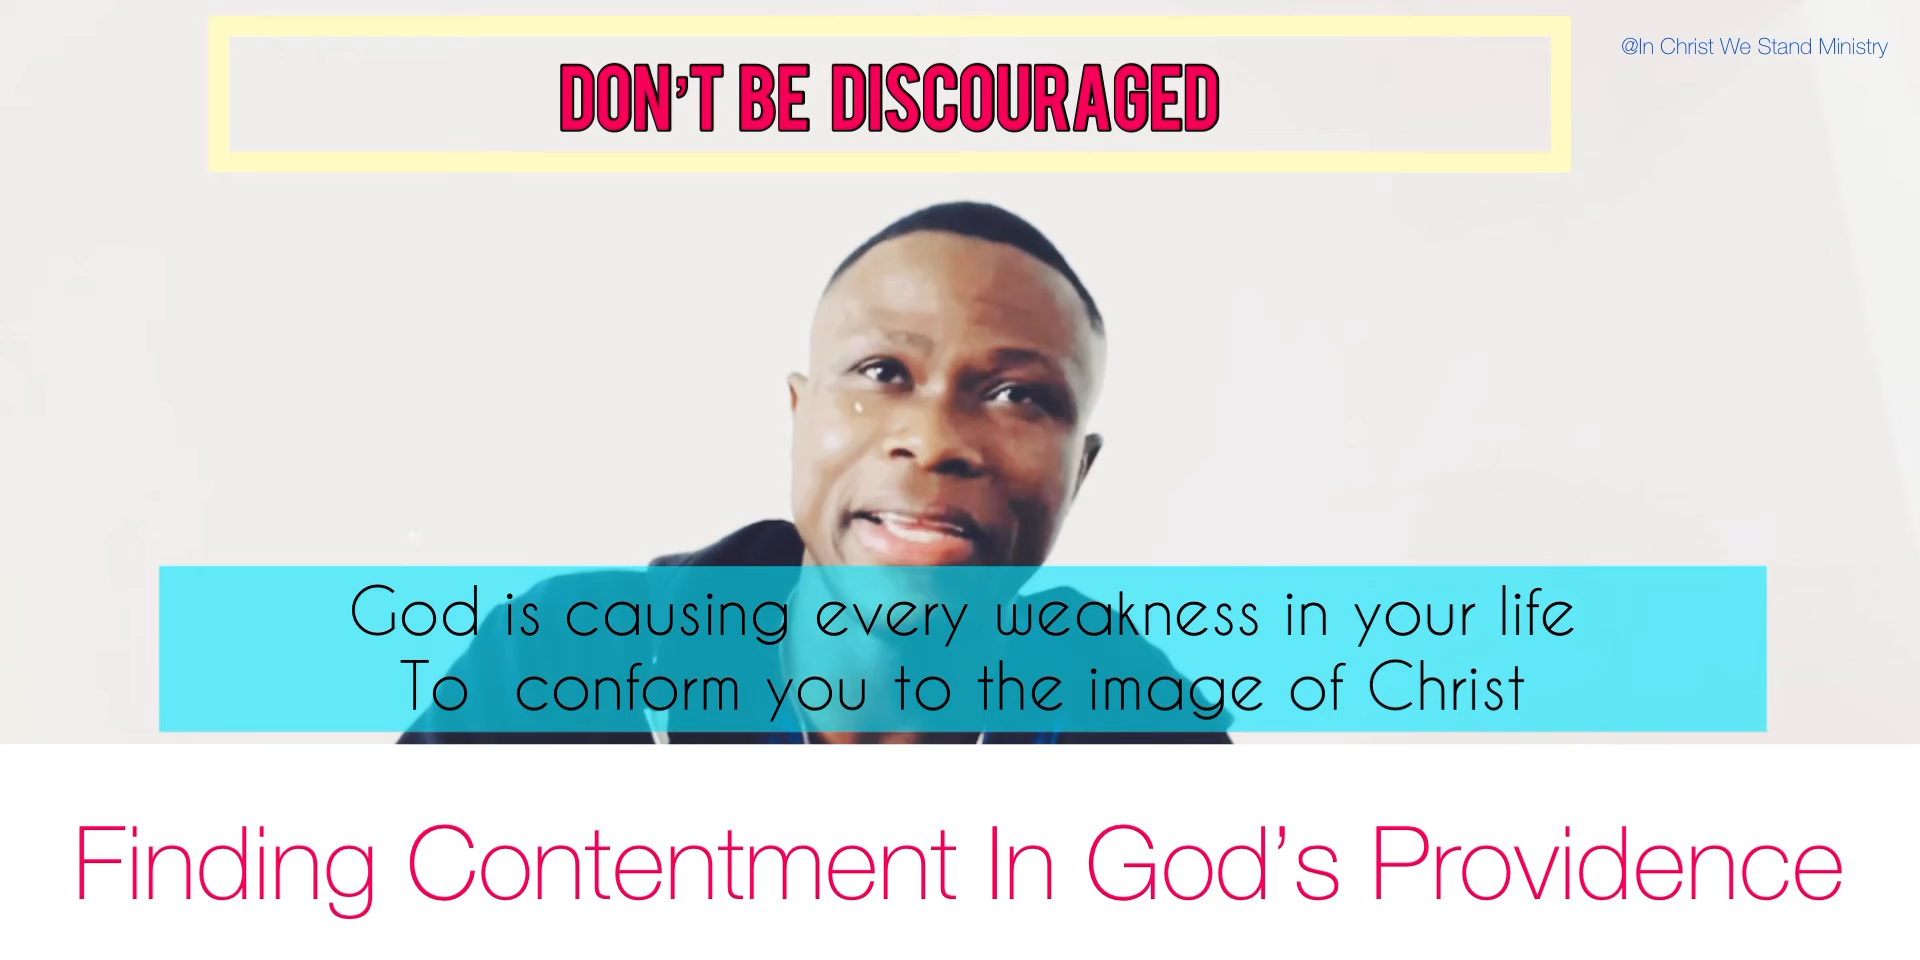 DON'T BE DISCOURAGED
@In Christ We Stand Ministry
God is causing every weakness in your life
To conform you to the image of Christ
Finding Contentment In God's Providence